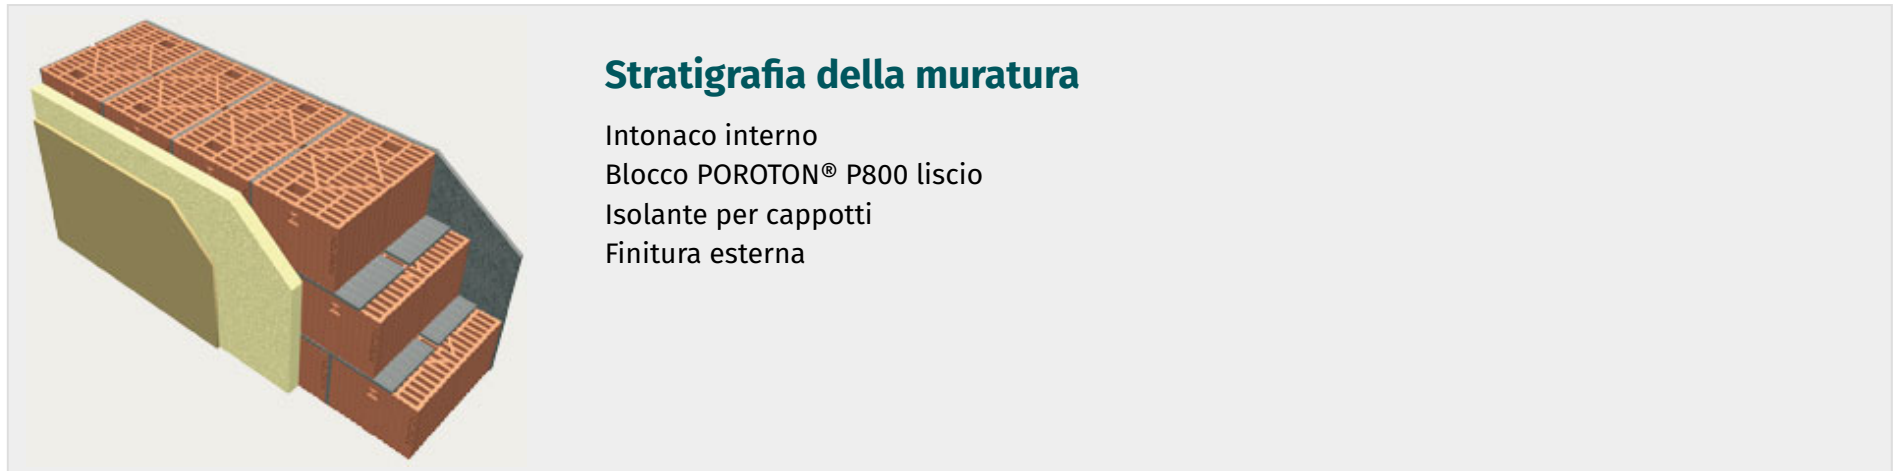 Stratigrafia della muratura
Intonaco interno
Blocco POROTON® P800 liscio
Isolante per cappotti
Finitura esterna